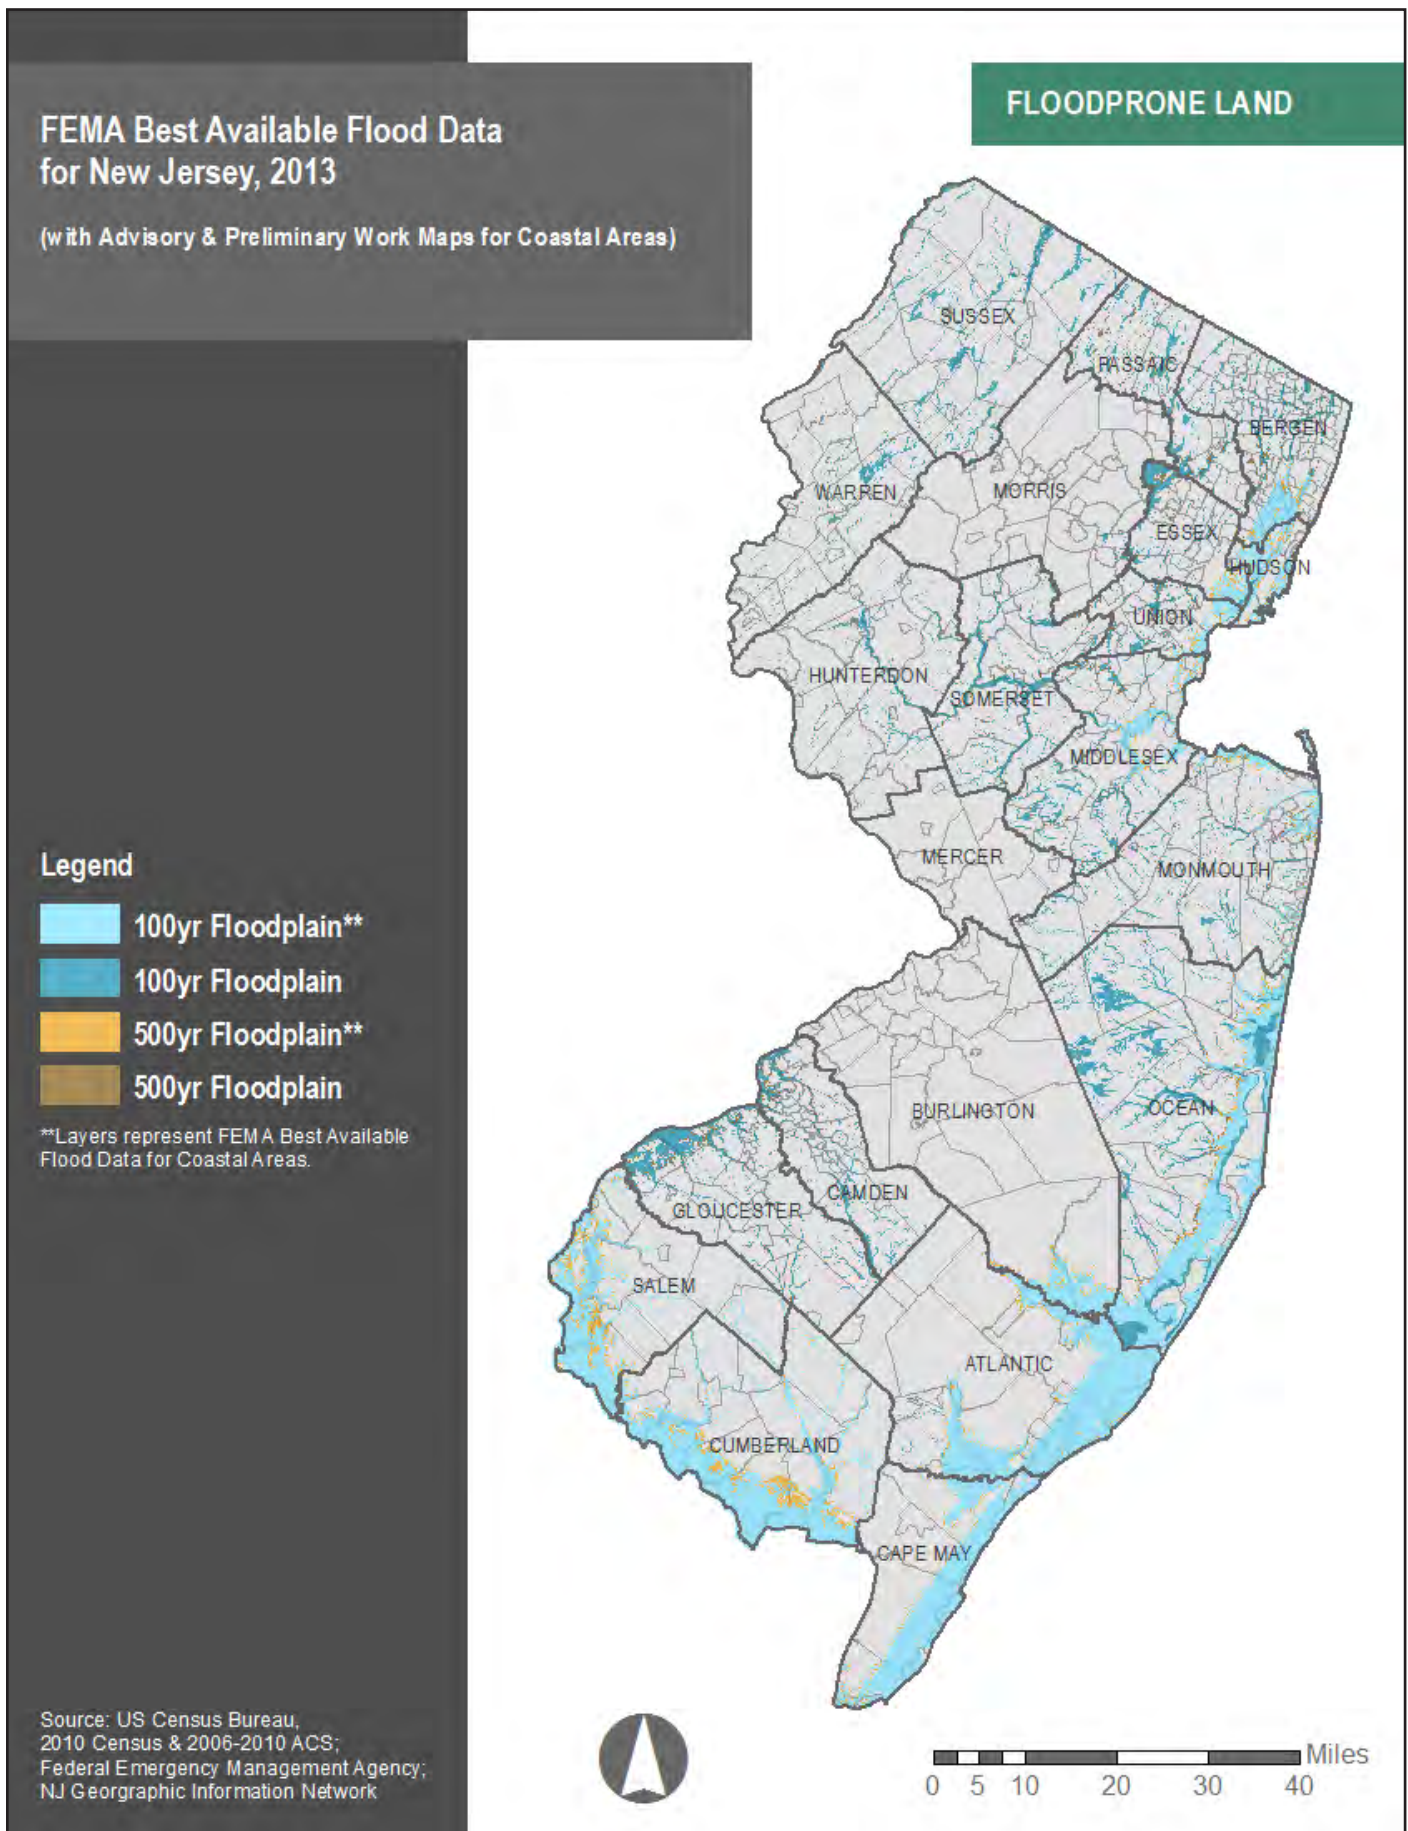 FEMA Best Available Flood Data
for New Jersey, 2013
(with Advisory & Preliminary Work Maps for Coastal Areas)
FLOODPRONE LAND
SUSSEX
PASSAIC
BERGEN
WARREN
MORRIS
ESSEX
HUDSON
UNION
HUNTERDON
SOMERSET
MIDDLESEX
MERCER
MONMOUTH
OCEAN
BURLINGTON
CAMDEN
GLOUCESTER
SALEM
ATLANTIC
CUMBERLAND
CAPE MAY
Legend
100yr Floodplain**
100yr Floodplain
500yr Floodplain**
500yr Floodplain
**Layers represent FEMA Best Available
Flood Data for Coastal Areas.
Source: US Census Bureau,
2010 Census & 2006-2010 ACS;
Federal Emergency Management Agency;
NJ Georgraphic Information Network
Miles
0 5 10 20 30 40